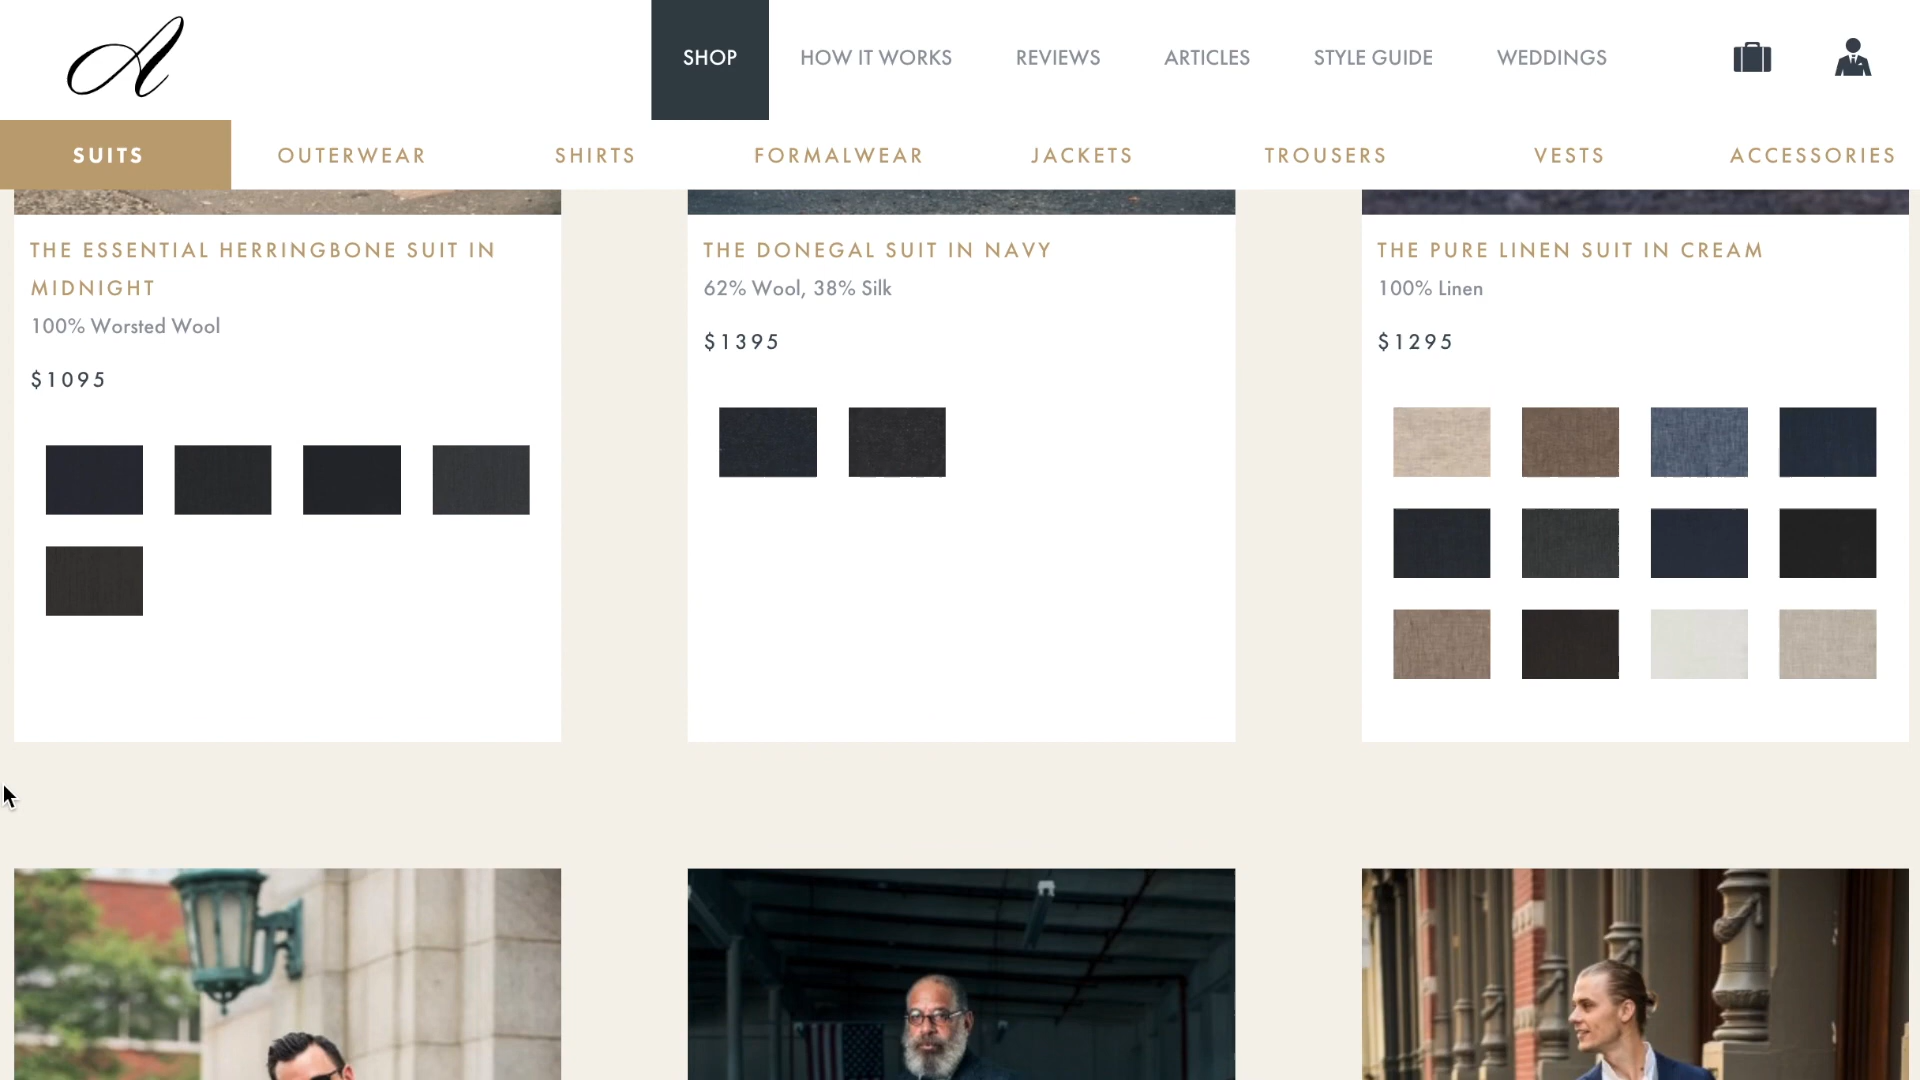 A
SHOP
HOW IT WORKS
REVIEWS
ARTICLES
STYLE GUIDE
WEDDINGS
SUITS
OUTERWEAR
SHIRTS
FORMALWEAR
JACKETS
TROUSERS
VESTS
ACCESSORIES
THE ESSENTIAL HERRINGBONE SUIT IN
MIDNIGHT
100% Worsted Wool
$1095
THE DONEGAL SUIT IN NAVY
62% Wool, 38% Silk
$1395
THE PURE LINEN SUIT IN CREAM
100% Linen
$1295